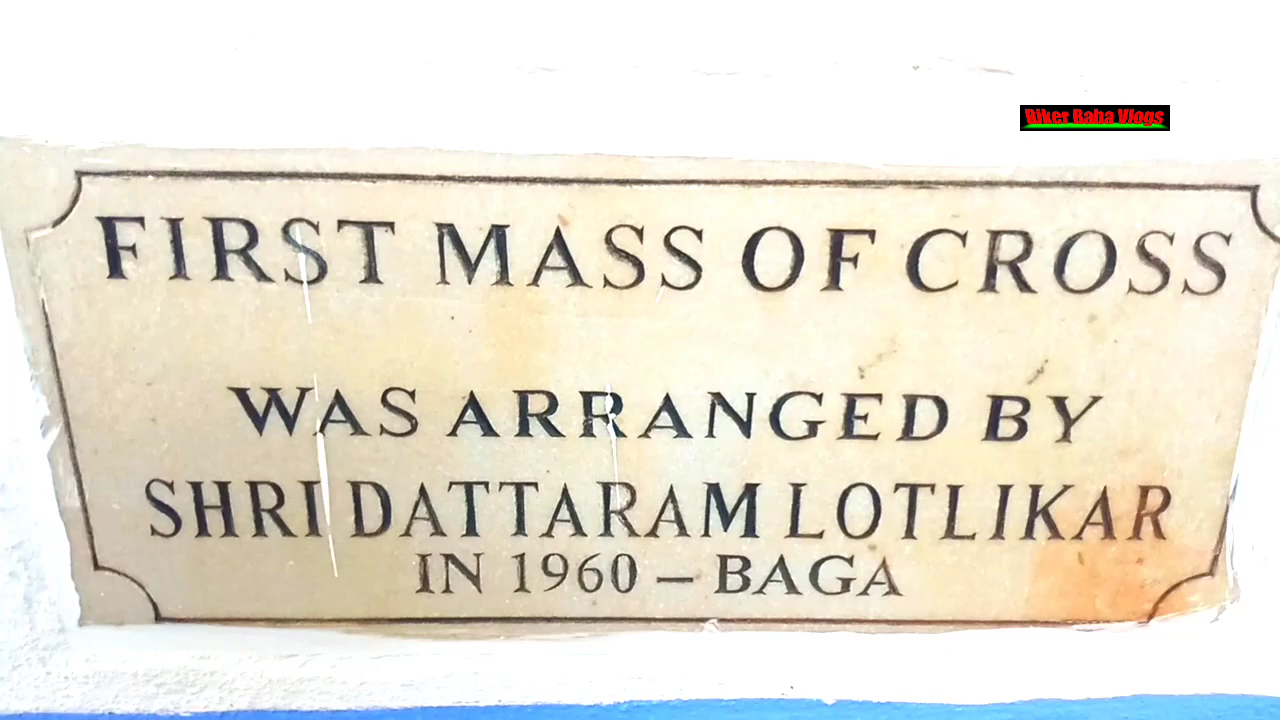 Biker Baba Vlogs
FIRST MASS OF CROSS
WAS ARRANGED BY
SHRI DATTARAM LOTLIKAR
IN 1960 – BAGA